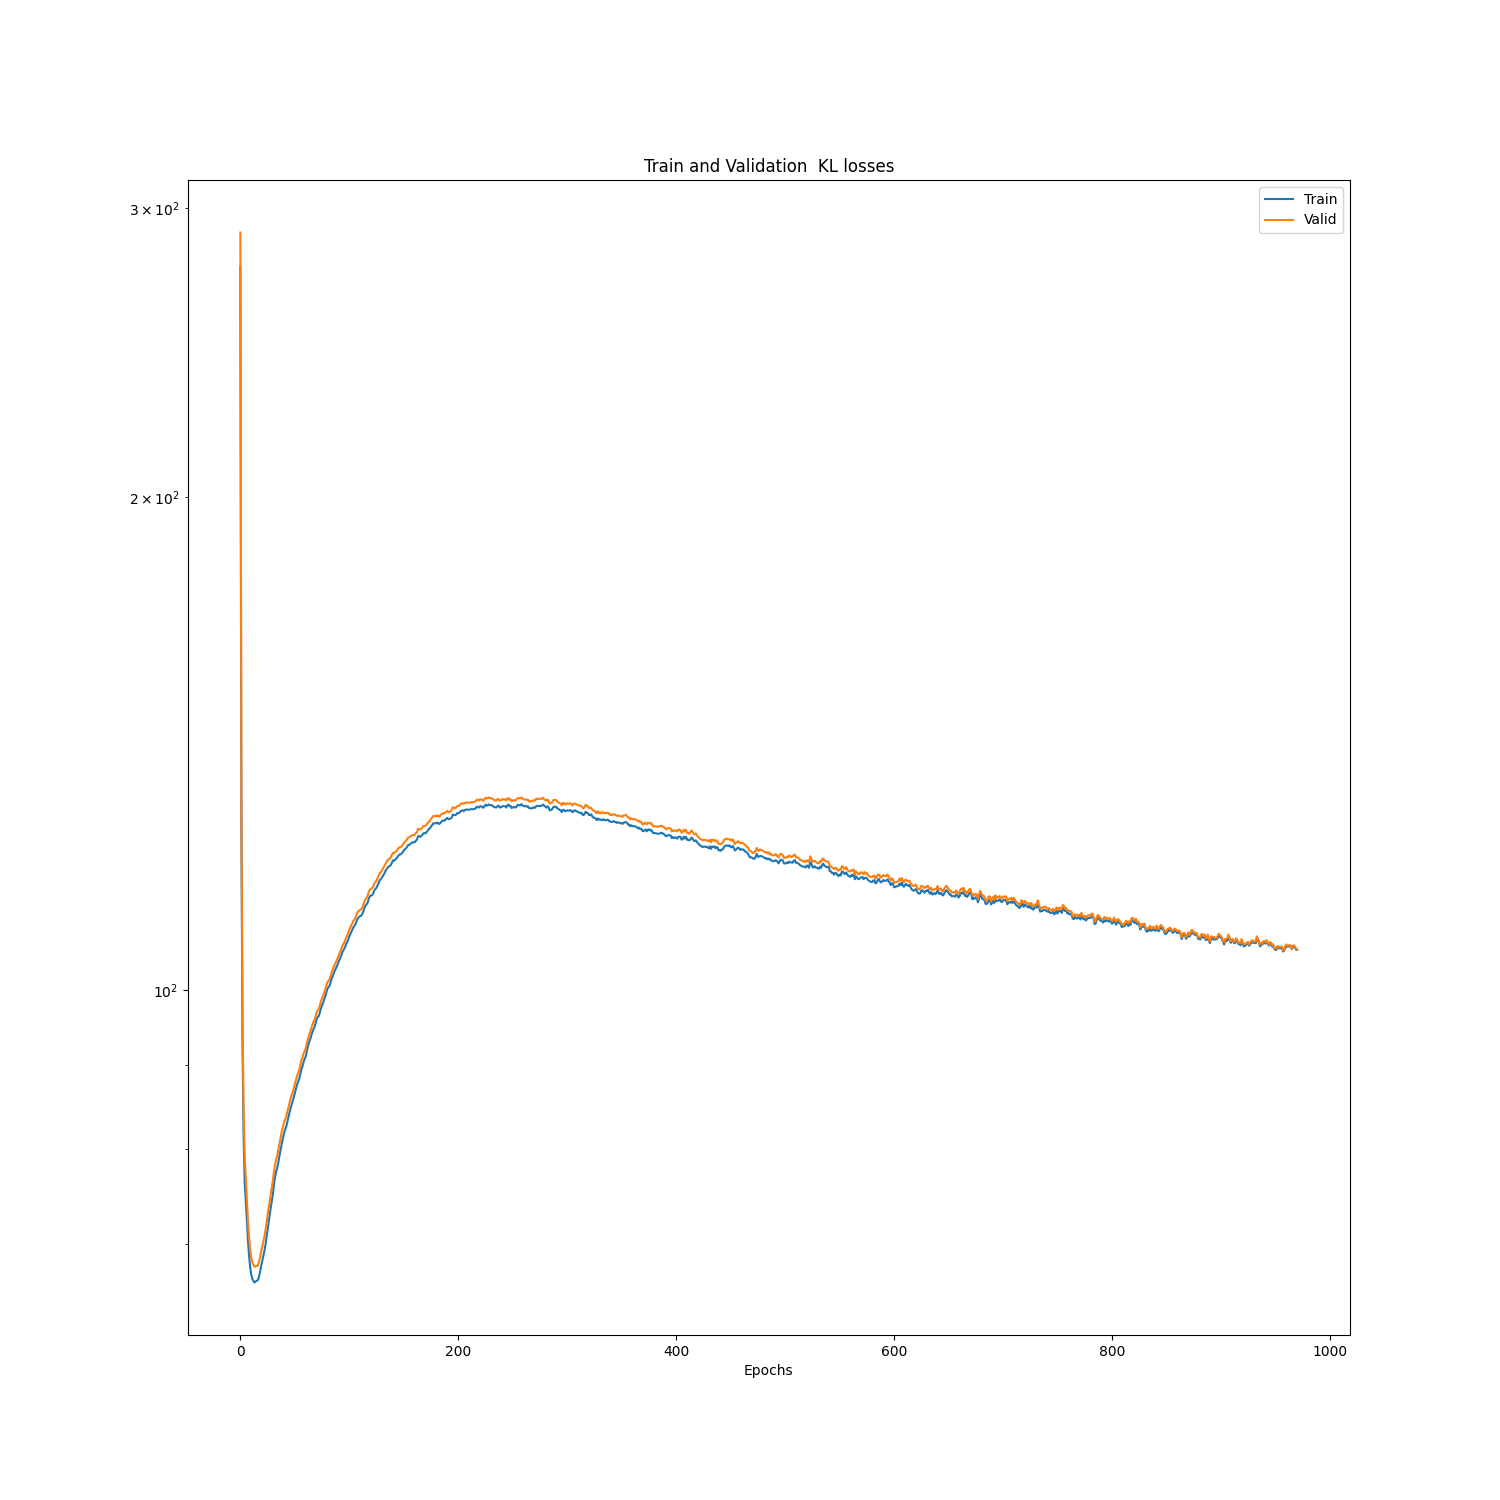 Train and Validation  KL losses
3 × 10²
2 × 10²
10²
Train
Valid
0 200 400 600 800 1000
Epochs